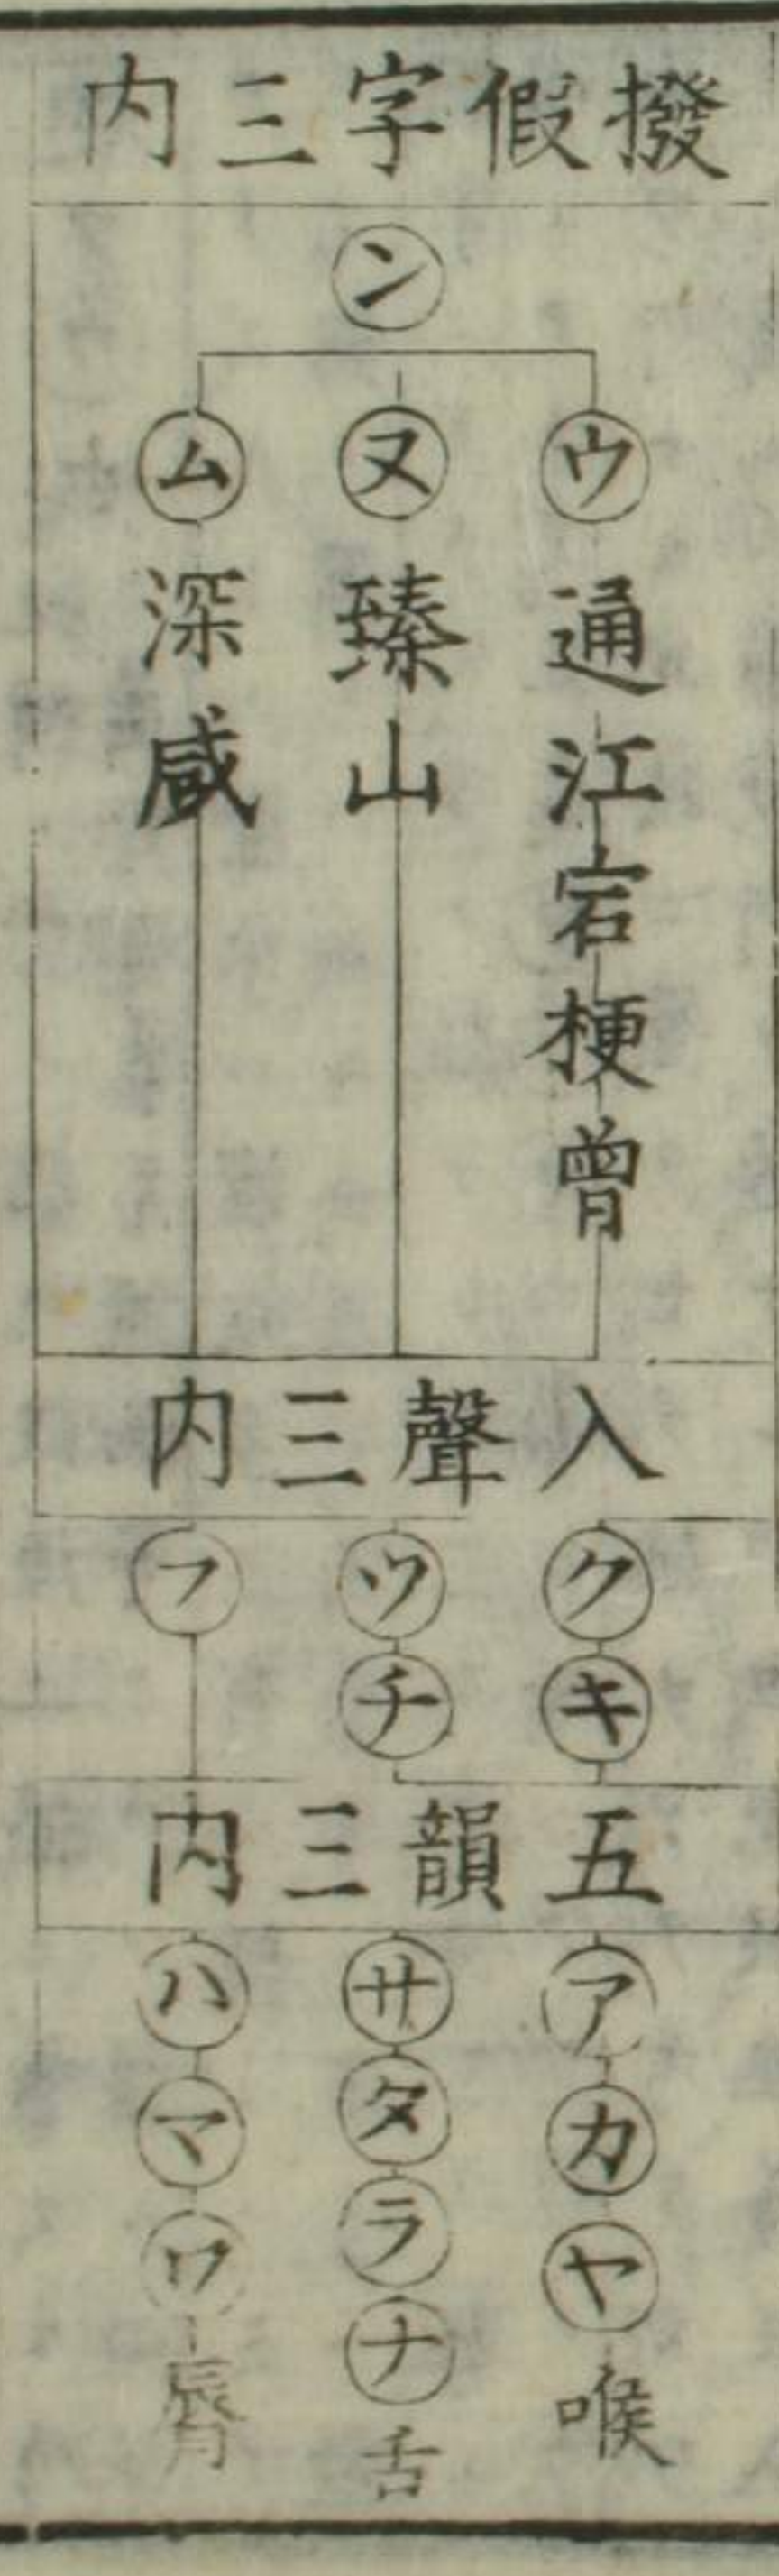 撥假字三内
ン
ウ通江宕梗曾
ヌ臻山
ム深咸
入聲三内
クキ
ツチ
フ
五韻三内
アカヤ喉
サタラナ舌
ハマワ脣